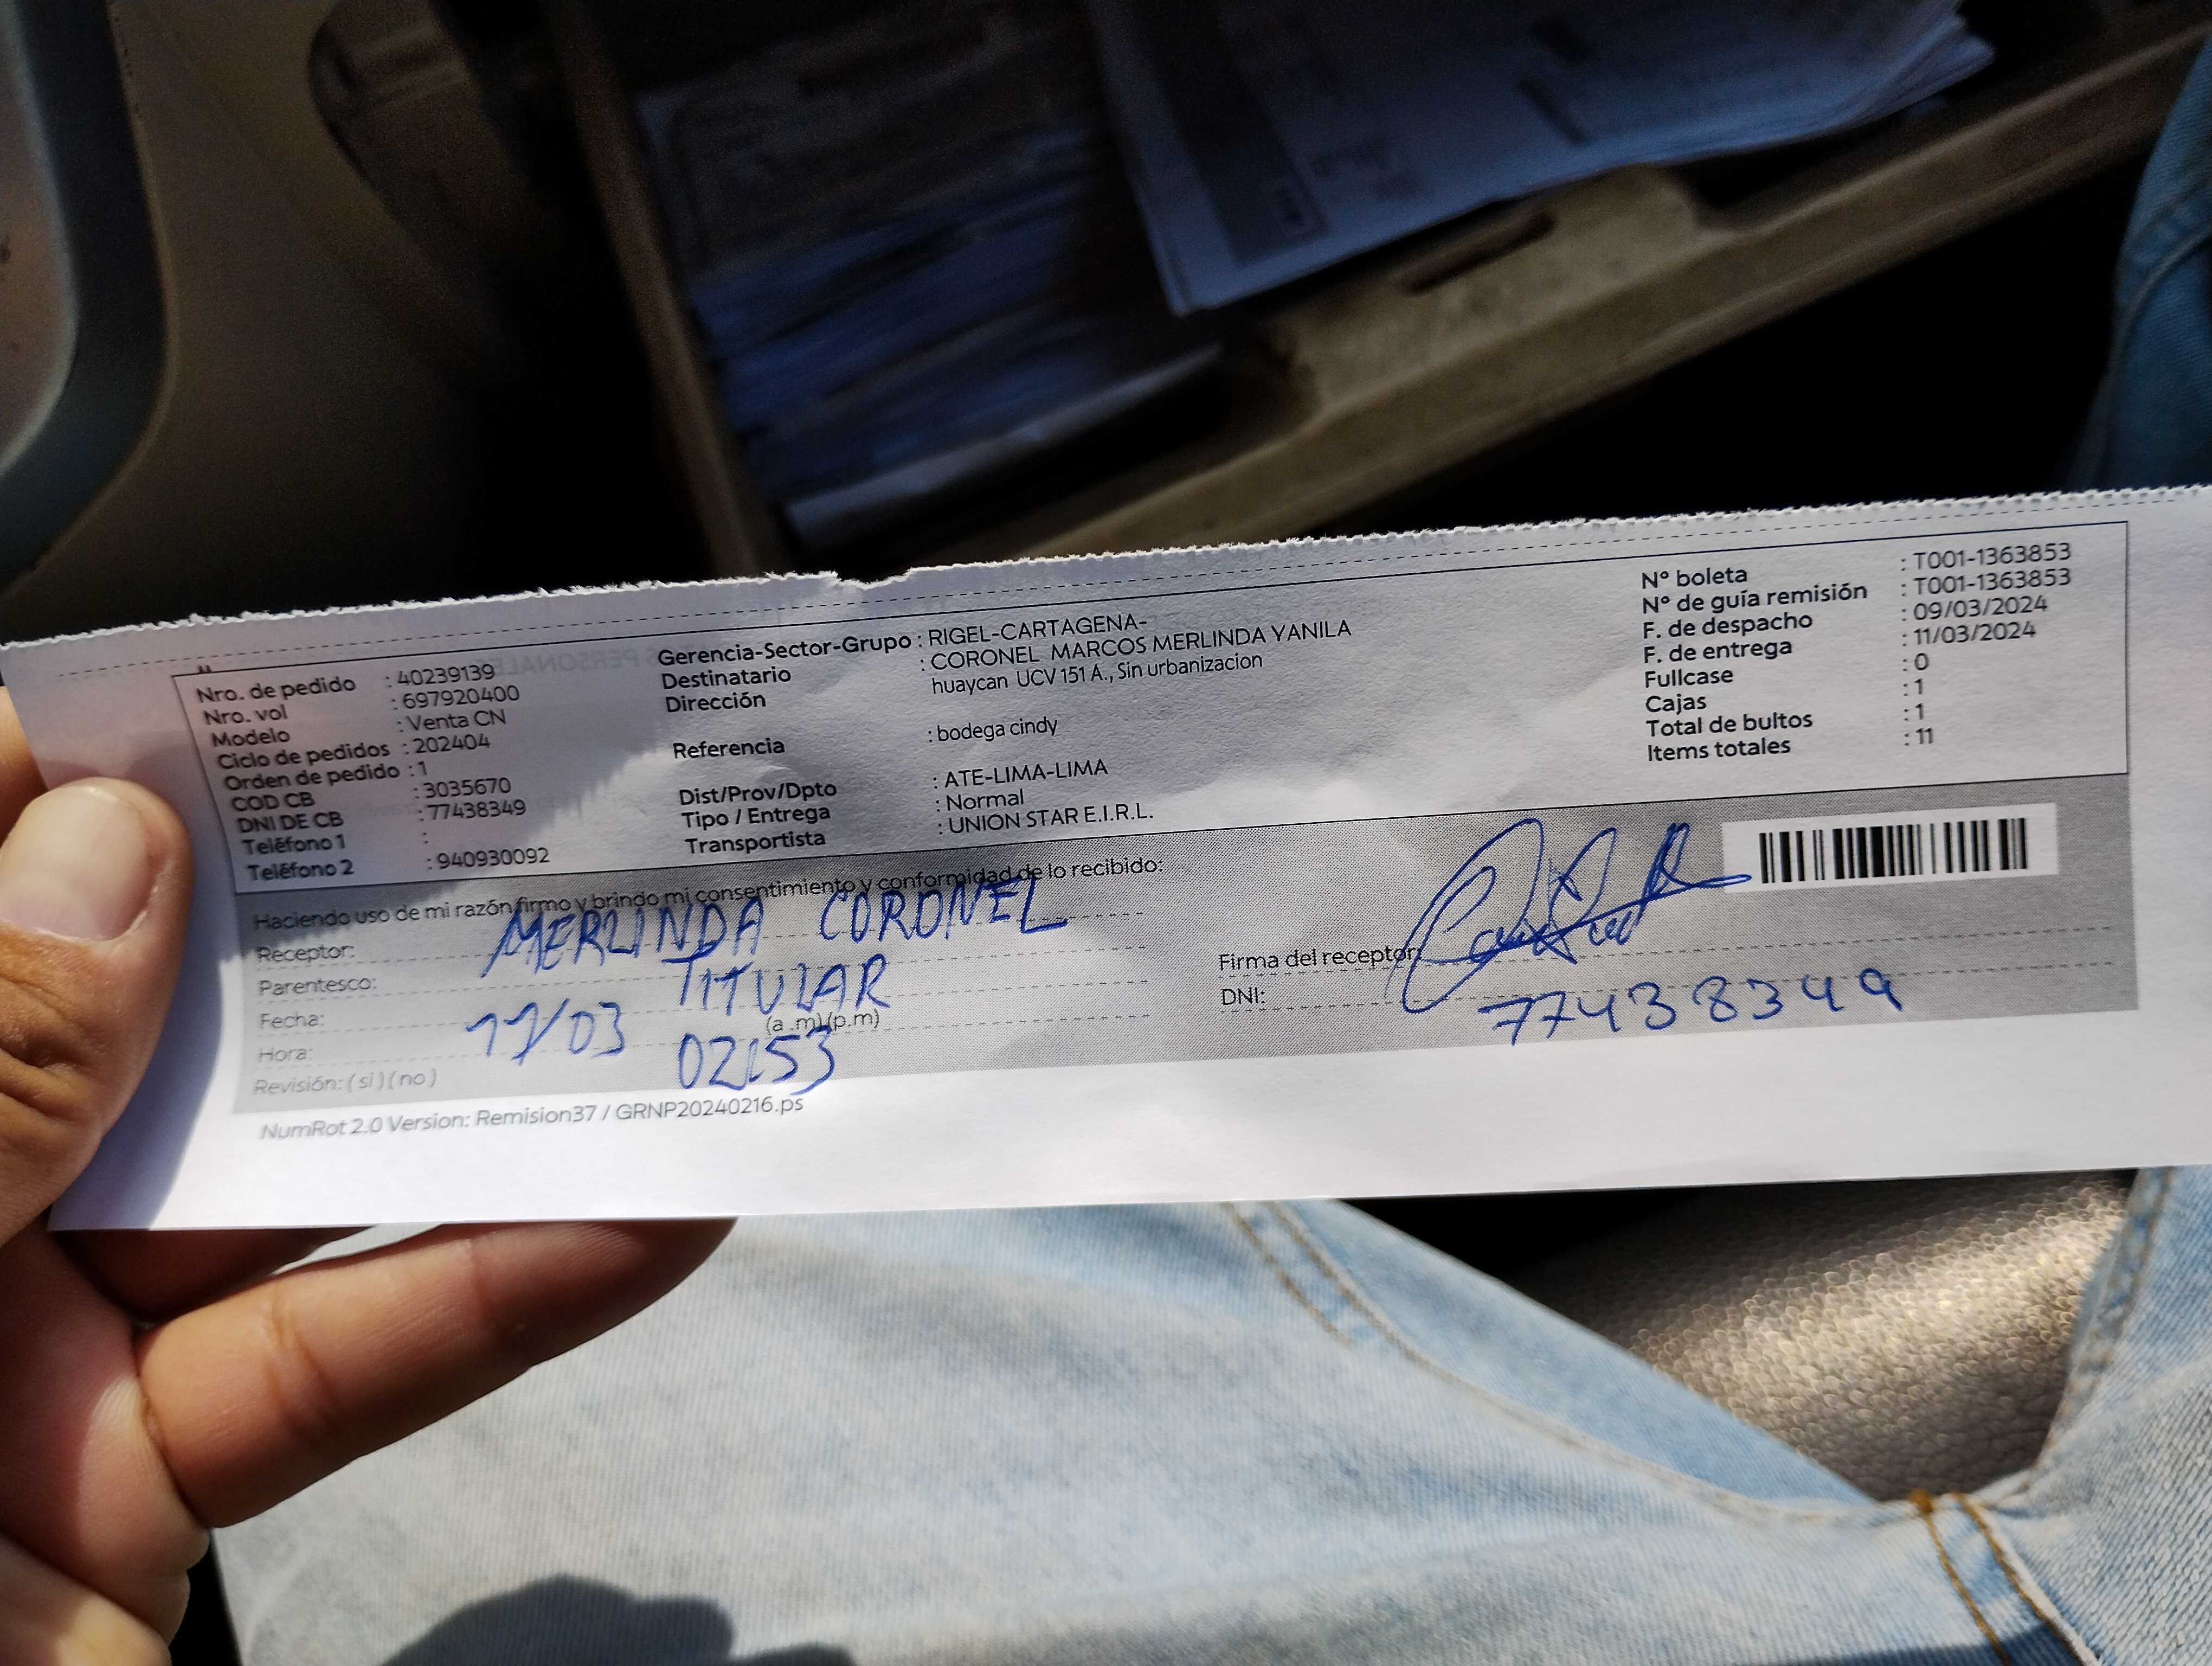 Nro. de pedido : 40239139
Nro. vol : 697920400
Modelo : Venta CN
Ciclo de pedidos : 202404
Orden de pedido : 1
COD CB : 3035670
DNI DE CB : 77438349
Teléfono 1 :
Teléfono 2 : 940930092
Gerencia-Sector-Grupo : RIGEL-CARTAGENA-
Destinatario : CORONEL MARCOS MERLINDA YANILA
Dirección huaycan UCV 151 A., Sin urbanizacion
Referencia : bodega cindy
Dist/Prov/Dpto : ATE-LIMA-LIMA
Tipo / Entrega : Normal
Transportista : UNION STAR E.I.R.L.
N° boleta : T001-1363853
N° de guía remisión : T001-1363853
F. de despacho : 09/03/2024
F. de entrega : 11/03/2024
Fullcase : 0
Cajas : 1
Total de bultos : 1
Items totales : 11
Haciendo uso de mi razón firmo y brindo mi consentimiento y conformidad de lo recibido:
Receptor: MERLINDA CORONEL
Parentesco: TITULAR
Fecha: 11/03
Hora: (a .m)(p.m) 02:53
Revisión: ( si ) ( no )
Firma del receptor:
DNI: 77438349
NumRot 2.0 Version: Remision37 / GRNP20240216.ps